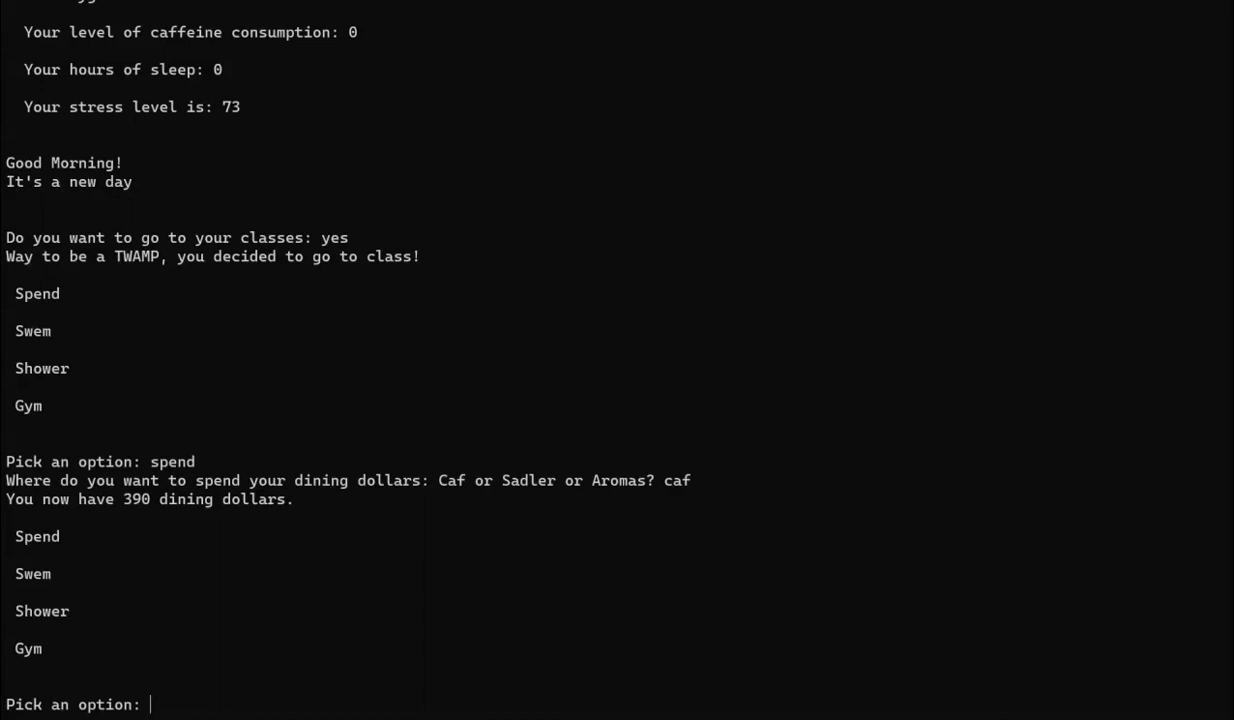 Your level of caffeine consumption: 0
Your hours of sleep: 0
Your stress level is: 73
Good Morning!
It's a new day
Do you want to go to your classes: yes
Way to be a TWAMP, you decided to go to class!
Spend
Swem
Shower
Gym
Pick an option: spend
Where do you want to spend your dining dollars: Caf or Sadler or Aromas? caf
You now have 390 dining dollars.
Spend
Swem
Shower
Gym
Pick an option: